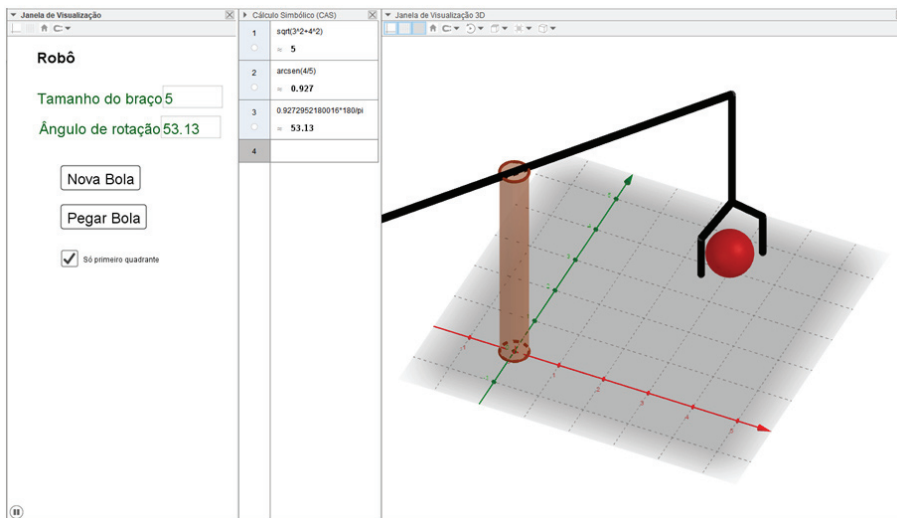 Janela de Visualização
Robô
Tamanho do braço 5
Ângulo de rotação 53.13
Nova Bola
Pegar Bola
Só primeiro quadrante
Cálculo Simbólico (CAS)
1
sqrt(3^2+4^2)
= 5
2
arcsen(4/5)
= 0.927
3
0.9272952180016*180/pi
= 53.13
4
Janela de Visualização 3D